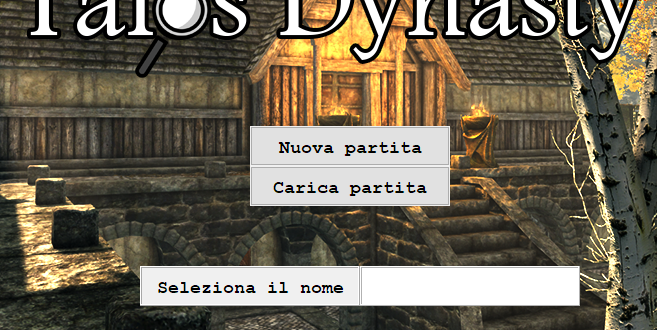 Talos Dynasty
Nuova partita
Carica partita
Seleziona il nome